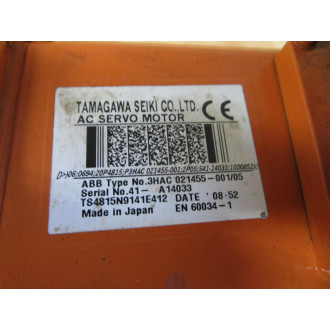 TAMAGAWA SEIKI CO.,LTD.
AC SERVO MOTOR
CE
ABB Type No.3HAC 021455-001/05
Serial No.41- A14033
TS4815N9141E412 DATE '08-52
Made in Japan EN 60034-1